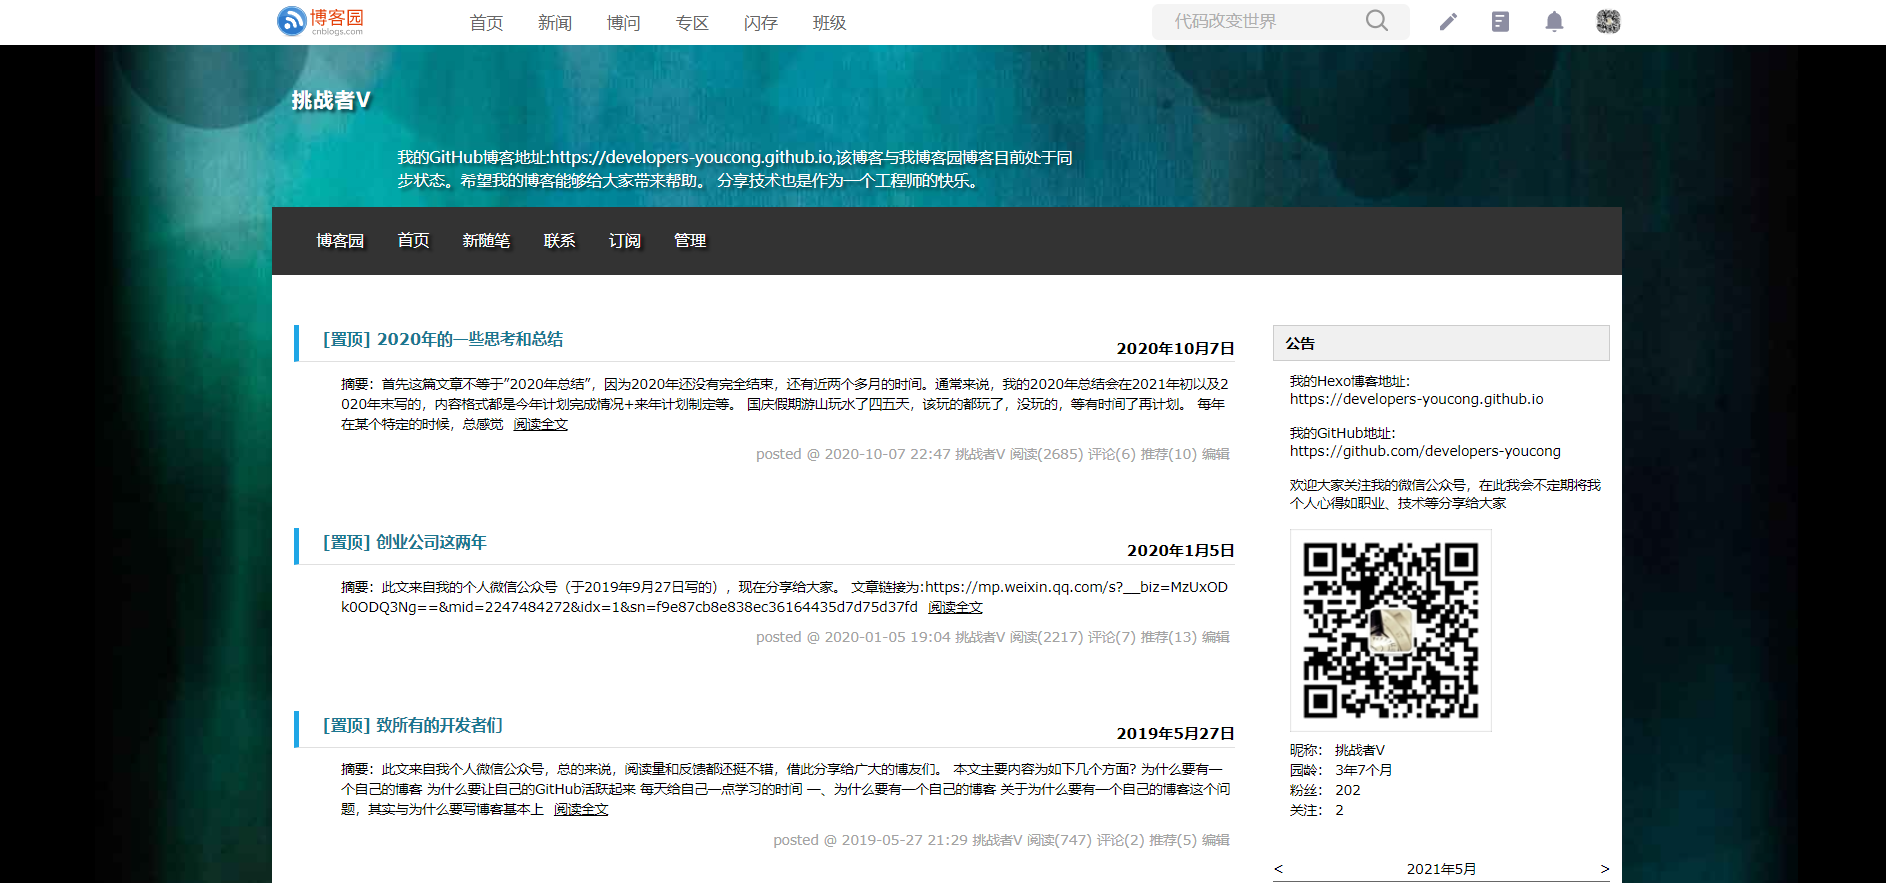 博客园
cnblogs.com
首页 新闻 博问 专区 闪存 班级
代码改变世界
挑战者V
我的GitHub博客地址:https://developers-youcong.github.io,该博客与我博客园博客目前处于同
步状态。希望我的博客能够给大家带来帮助。 分享技术也是作为一个工程师的快乐。
博客园 首页 新随笔 联系 订阅 管理
[置顶] 2020年的一些思考和总结
2020年10月7日
摘要：首先这篇文章不等于”2020年总结”，因为2020年还没有完全结束，还有近两个多月的时间。通常来说，我的2020年总结会在2021年初以及2
020年末写的，内容格式都是今年计划完成情况+来年计划制定等。 国庆假期游山玩水了四五天，该玩的都玩了，没玩的，等有时间了再计划。 每年
在某个特定的时候，总感觉 阅读全文
posted @ 2020-10-07 22:47 挑战者V 阅读(2685) 评论(6) 推荐(10) 编辑
[置顶] 创业公司这两年
2020年1月5日
摘要：此文来自我的个人微信公众号（于2019年9月27日写的），现在分享给大家。 文章链接为:https://mp.weixin.qq.com/s?__biz=MzUxOD
k0ODQ3Ng==&mid=2247484272&idx=1&sn=f9e87cb8e838ec36164435d7d75d37fd 阅读全文
posted @ 2020-01-05 19:04 挑战者V 阅读(2217) 评论(7) 推荐(13) 编辑
[置顶] 致所有的开发者们
2019年5月27日
摘要：此文来自我个人微信公众号，总的来说，阅读量和反馈都还挺不错，借此分享给广大的博友们。 本文主要内容为如下几个方面? 为什么要有一
个自己的博客 为什么要让自己的GitHub活跃起来 每天给自己一点学习的时间 一、为什么要有一个自己的博客 关于为什么要有一个自己的博客这个问
题，其实与为什么要写博客基本上 阅读全文
posted @ 2019-05-27 21:29 挑战者V 阅读(747) 评论(2) 推荐(5) 编辑
公告
我的Hexo博客地址：
https://developers-youcong.github.io
我的GitHub地址：
https://github.com/developers-youcong
欢迎大家关注我的微信公众号，在此我会不定期将我
个人心得如职业、技术等分享给大家
昵称： 挑战者V
园龄： 3年7个月
粉丝： 202
关注： 2
< 2021年5月 >